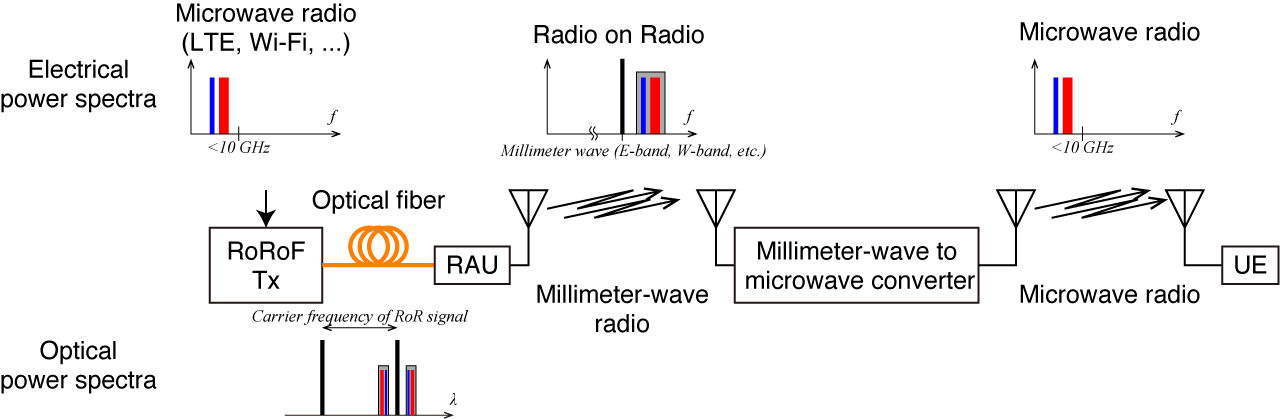 Microwave radio
(LTE, Wi-Fi, ...)
Radio on Radio
Microwave radio
Electrical
power spectra
f
<10 GHz
f
Millimeter wave (E-band, W-band, etc.)
f
<10 GHz
Optical fiber
RoRoF
Tx
RAU
Millimeter-wave to
microwave converter
UE
Millimeter-wave
radio
Microwave radio
Carrier frequency of RoR signal
Optical
power spectra
λ